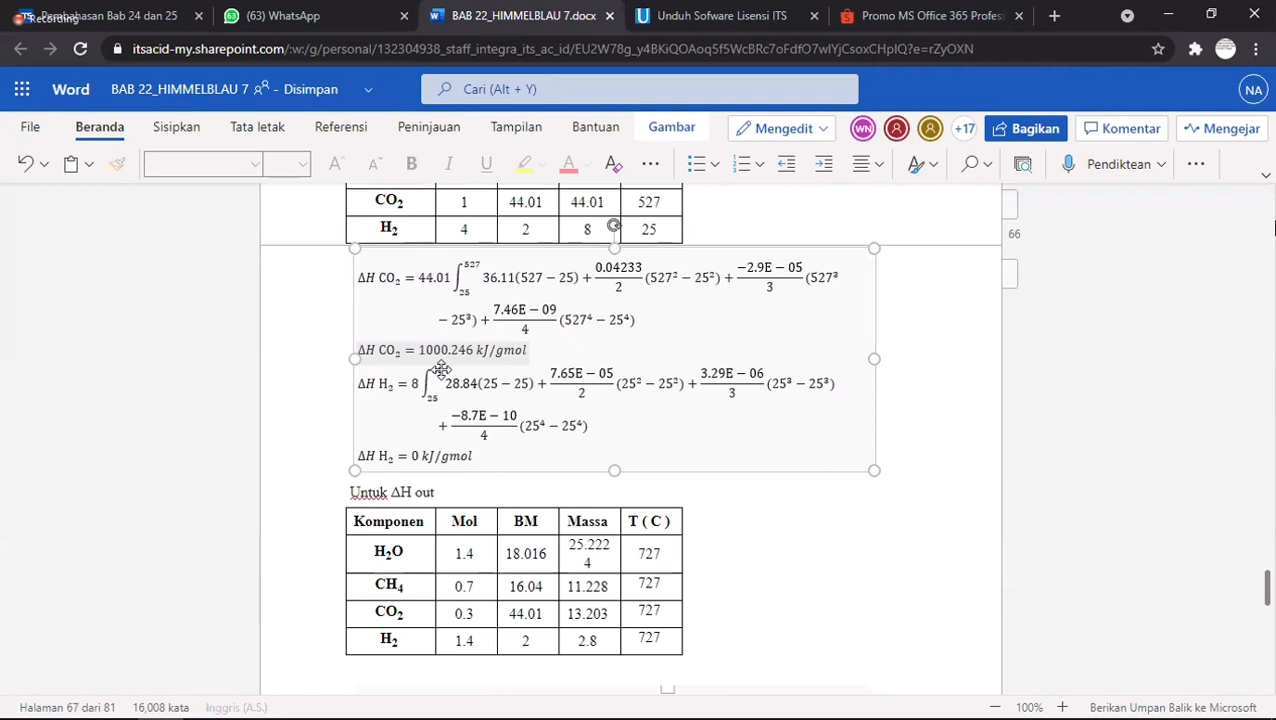 Recording
Pembahasan Bab 24 dan 25
(63) WhatsApp
BAB 22_HIMMELBLAU 7.docx
Unduh Sofware Lisensi ITS
Promo MS Office 365 Profes
itsacid-my.sharepoint.com/:w:/g/personal/132304938_staff_integra_its_ac_id/EU2W78g_y4BKiQOAoq5f5WcBRc7oFdfO7wIYjCsoxCHpIQ?e=rZyOXN
Word BAB 22_HIMMELBLAU 7 - Disimpan
Cari (Alt + Y)
NA
File Beranda Sisipkan Tata letak Referensi Peninjauan Tampilan Bantuan Gambar Mengedit WN +17 Bagikan Komentar Mengejar
B I U A Pendiktean
CO₂ 1 44.01 44.01 527
H₂ 4 2 8 25
66
ΔH CO₂ = 44.01 ∫₂₅⁵²⁷ 36.11(527 − 25) + 0.04233/2 (527² − 25²) + −2.9E − 05/3 (527³
− 25³) + 7.46E − 09/4 (527⁴ − 25⁴)
ΔH CO₂ = 1000.246 kJ/gmol
ΔH H₂ = 8 ∫₂₅ 28.84(25 − 25) + 7.65E − 05/2 (25² − 25²) + 3.29E − 06/3 (25³ − 25³)
+ −8.7E − 10/4 (25⁴ − 25⁴)
ΔH H₂ = 0 kJ/gmol
Untuk ΔH out
Komponen Mol BM Massa T ( C )
H₂O 1.4 18.016 25.2224 727
CH₄ 0.7 16.04 11.228 727
CO₂ 0.3 44.01 13.203 727
H₂ 1.4 2 2.8 727
Halaman 67 dari 81 16,008 kata Inggris (A.S.) 100% Berikan Umpan Balik ke Microsoft